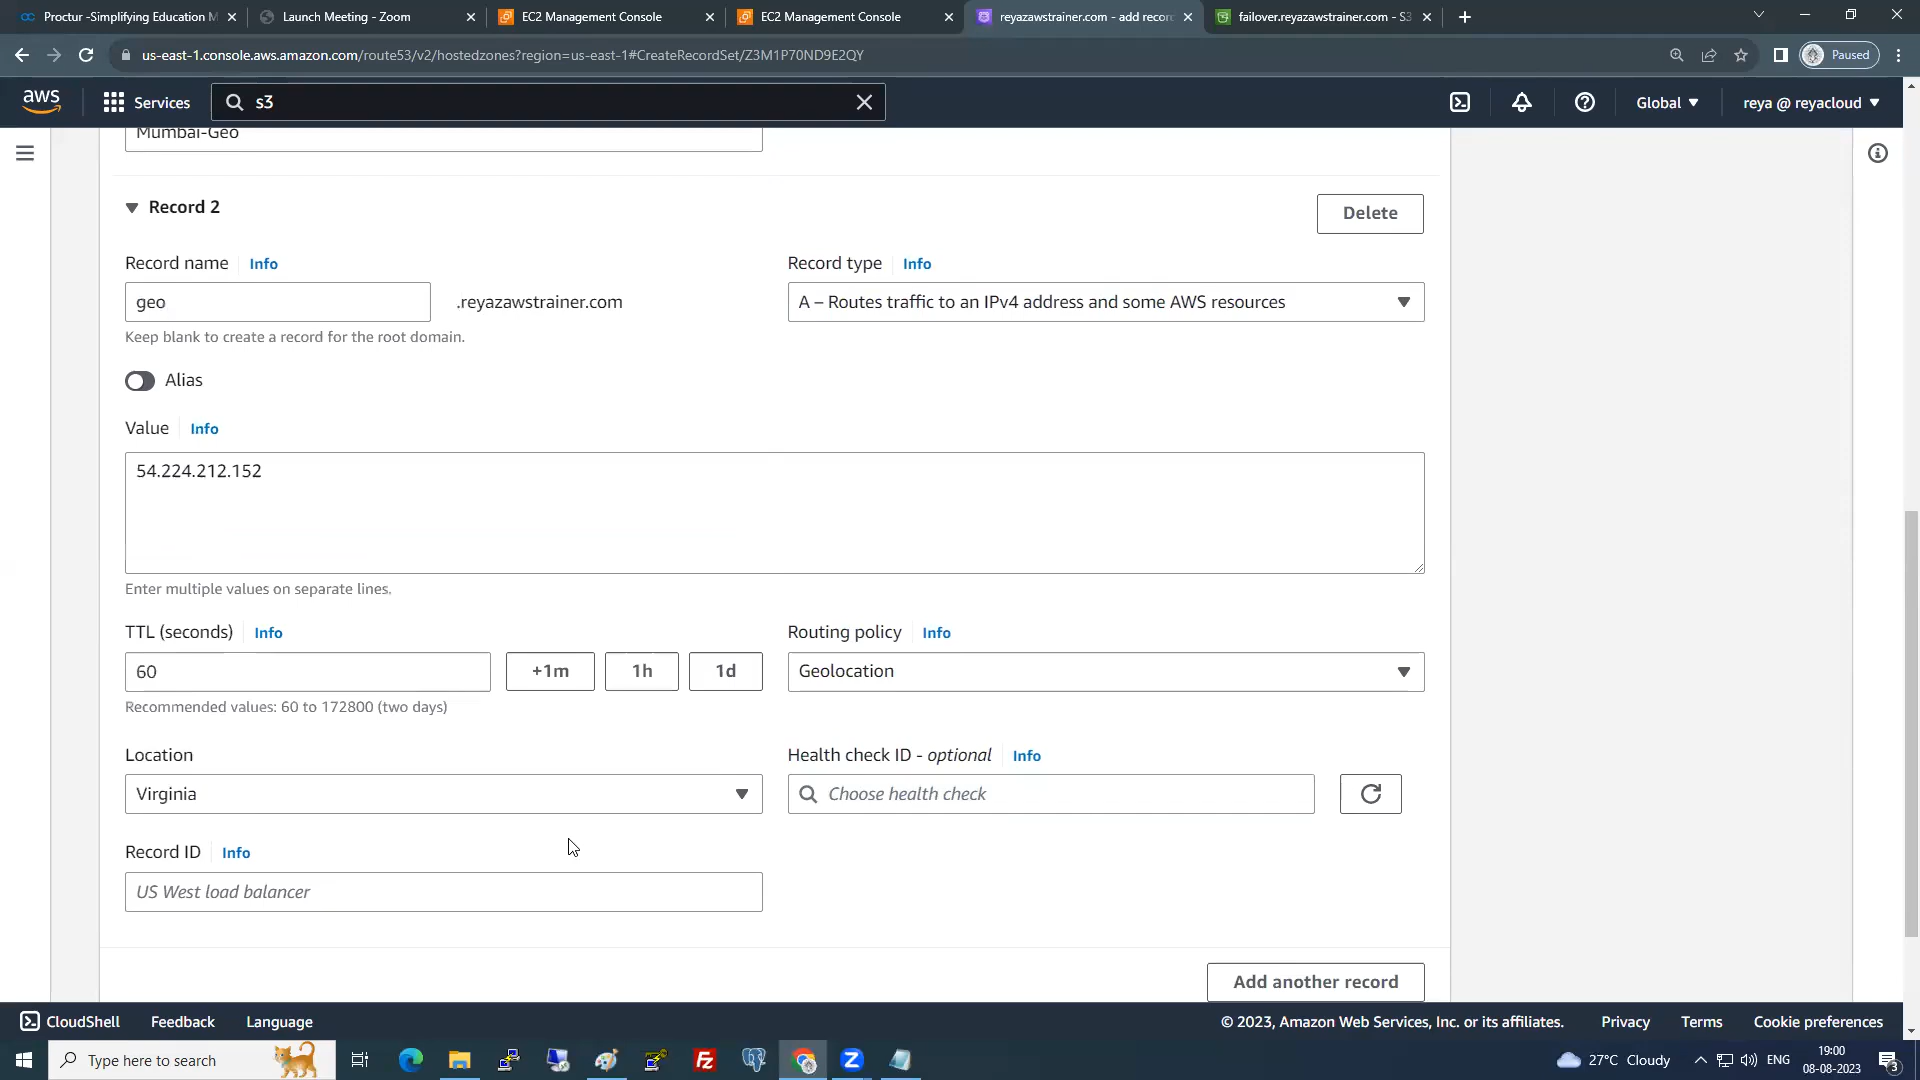 Proctur -Simplifying Education M
Launch Meeting - Zoom
EC2 Management Console
EC2 Management Console
reyazawstrainer.com - add recor
failover.reyazawstrainer.com - S3
us-east-1.console.aws.amazon.com/route53/v2/hostedzones?region=us-east-1#CreateRecordSet/Z3M1P70ND9E2QY
Paused
aws
Services
s3
Global
reya @ reyacloud
Mumbai-Geo
Record 2
Delete
Record name Info
Record type Info
geo
.reyazawstrainer.com
A – Routes traffic to an IPv4 address and some AWS resources
Keep blank to create a record for the root domain.
Alias
Value Info
54.224.212.152
Enter multiple values on separate lines.
TTL (seconds) Info
Routing policy Info
60
+1m
1h
1d
Geolocation
Recommended values: 60 to 172800 (two days)
Location
Health check ID - optional Info
Virginia
Choose health check
Record ID Info
US West load balancer
Add another record
CloudShell
Feedback
Language
© 2023, Amazon Web Services, Inc. or its affiliates.
Privacy
Terms
Cookie preferences
Type here to search
27°C Cloudy
ENG
19:00
08-08-2023
3